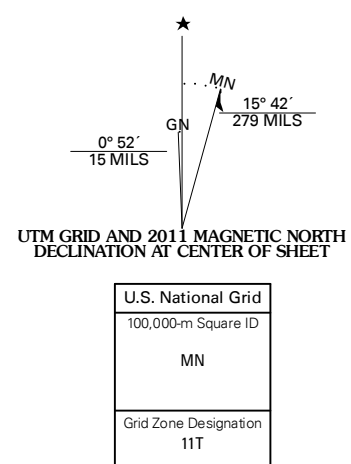 MN
GN
15° 42´
279 MILS
0° 52´
15 MILS
UTM GRID AND 2011 MAGNETIC NORTH
DECLINATION AT CENTER OF SHEET
U.S. National Grid
100,000-m Square ID
MN
Grid Zone Designation
11T